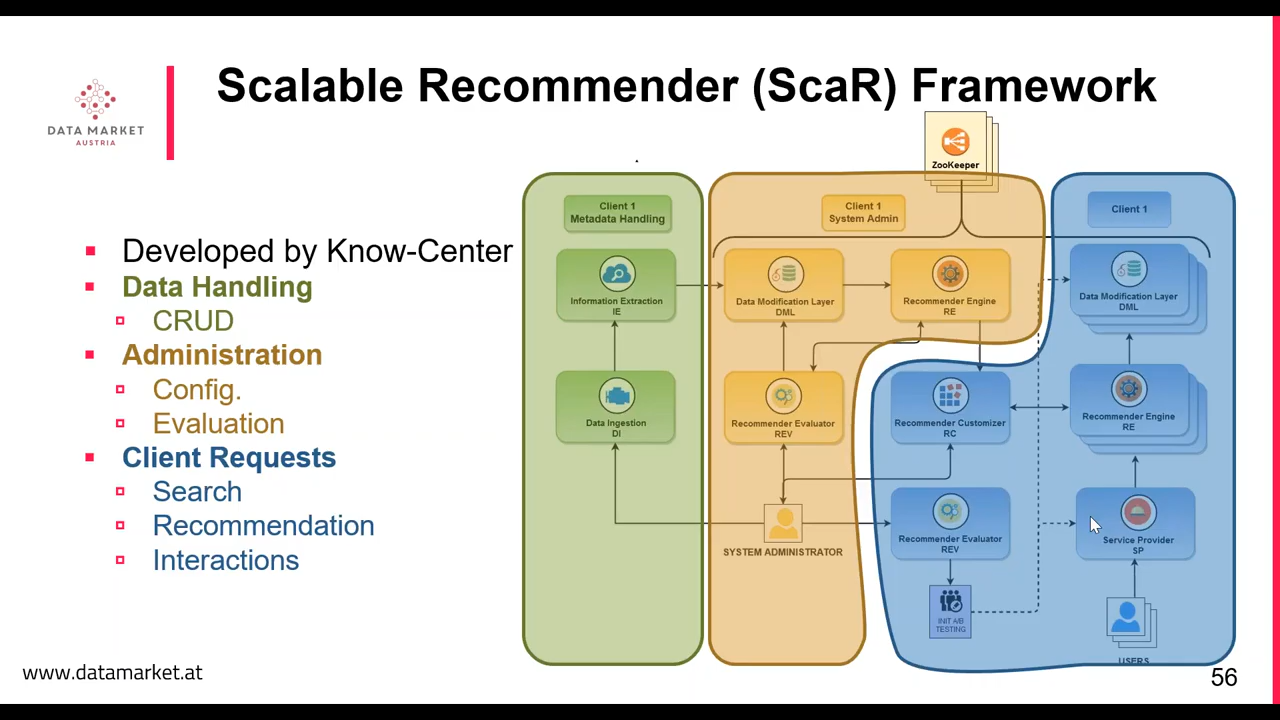 Scalable Recommender (ScaR) Framework
DATA MARKET
AUSTRIA
Developed by Know-Center
Data Handling
CRUD
Administration
Config.
Evaluation
Client Requests
Search
Recommendation
Interactions
ZooKeeper
Client 1
Metadata Handling
Information Extraction
IE
Data Ingestion
DI
Client 1
System Admin
Data Modification Layer
DML
Recommender Engine
RE
Recommender Evaluator
REV
SYSTEM ADMINISTRATOR
Client 1
Data Modification Layer
DML
Recommender Customizer
RC
Recommender Engine
RE
Recommender Evaluator
REV
Service Provider
SP
INIT A/B
TESTING
USERS
www.datamarket.at
56